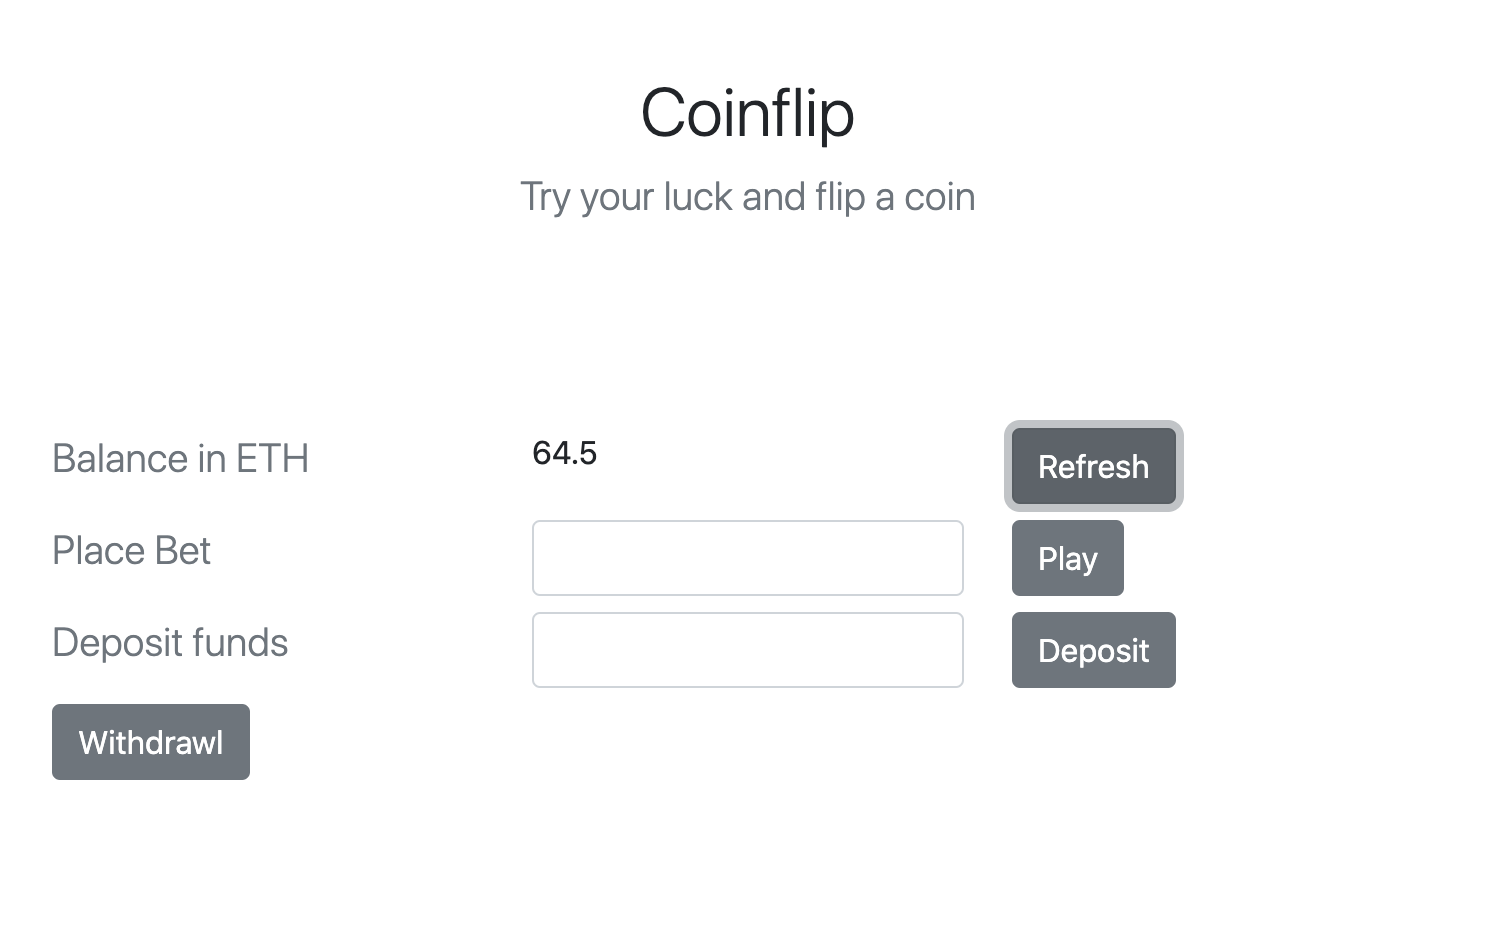 Coinflip
Try your luck and flip a coin
Balance in ETH 64.5 Refresh
Place Bet Play
Deposit funds Deposit
Withdrawl